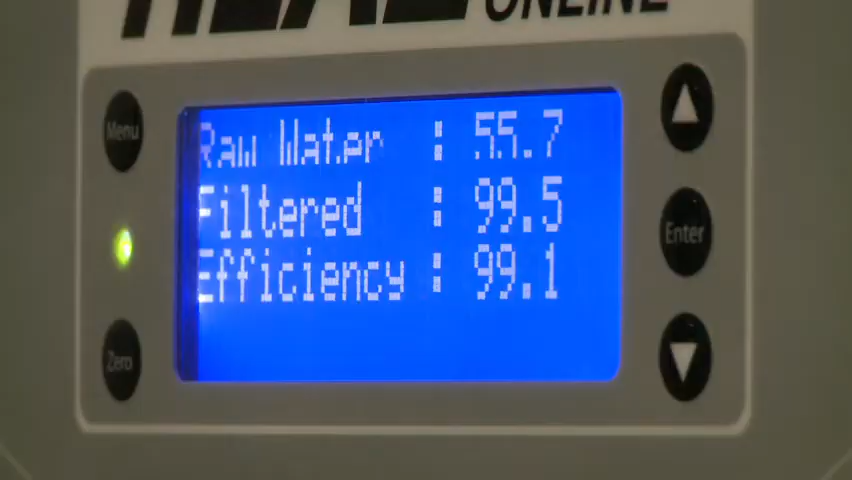 ONLINE
Menu
Raw Water : 55.7
Filtered : 99.5
Enter
Efficiency : 99.1
Zero